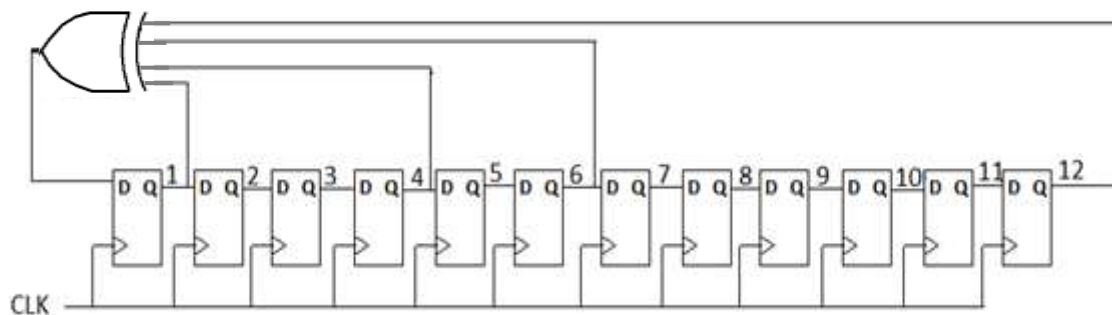 1 2 3 4 5 6 7 8 9 10 11 12
D Q D Q D Q D Q D Q D Q D Q D Q D Q D Q D Q D Q
CLK